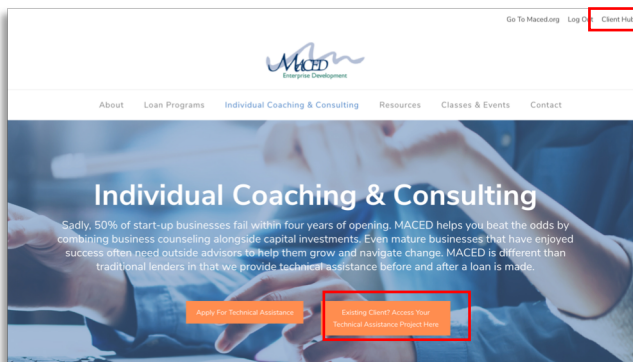 Go To Maced.org Log Out Client Hub
MACED
Enterprise Development
About Loan Programs Individual Coaching & Consulting Resources Classes & Events Contact
Individual Coaching & Consulting
Sadly, 50% of start-up businesses fail within four years of opening. MACED helps you beat the odds by
combining business counseling alongside capital investments. Even mature businesses that have enjoyed
success often need outside advisors to help them grow and navigate change. MACED is different than
traditional lenders in that we provide technical assistance before and after a loan is made.
Apply For Technical Assistance
Existing Client? Access Your
Technical Assistance Project Here